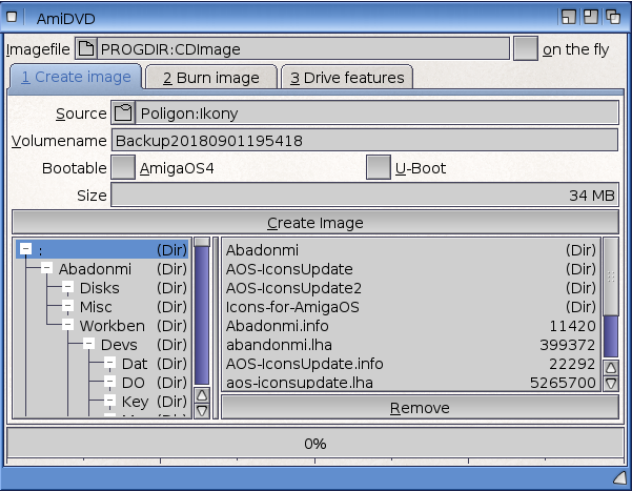 AmiDVD
Imagefile PROGDIR:CDImage on the fly
1 Create image 2 Burn image 3 Drive features
Source Poligon:Ikony
Volumename Backup20180901195418
Bootable AmigaOS4 U-Boot
Size 34 MB
Create Image
: (Dir)
Abadonmi (Dir)
Disks (Dir)
Misc (Dir)
Workben (Dir)
Devs (Dir)
Dat (Dir)
DO (Dir)
Key (Dir)
Abadonmi (Dir)
AOS-IconsUpdate (Dir)
AOS-IconsUpdate2 (Dir)
Icons-for-AmigaOS (Dir)
Abadonmi.info 11420
abandonmi.lha 399372
AOS-IconsUpdate.info 22292
aos-iconsupdate.lha 5265700
Remove
0%